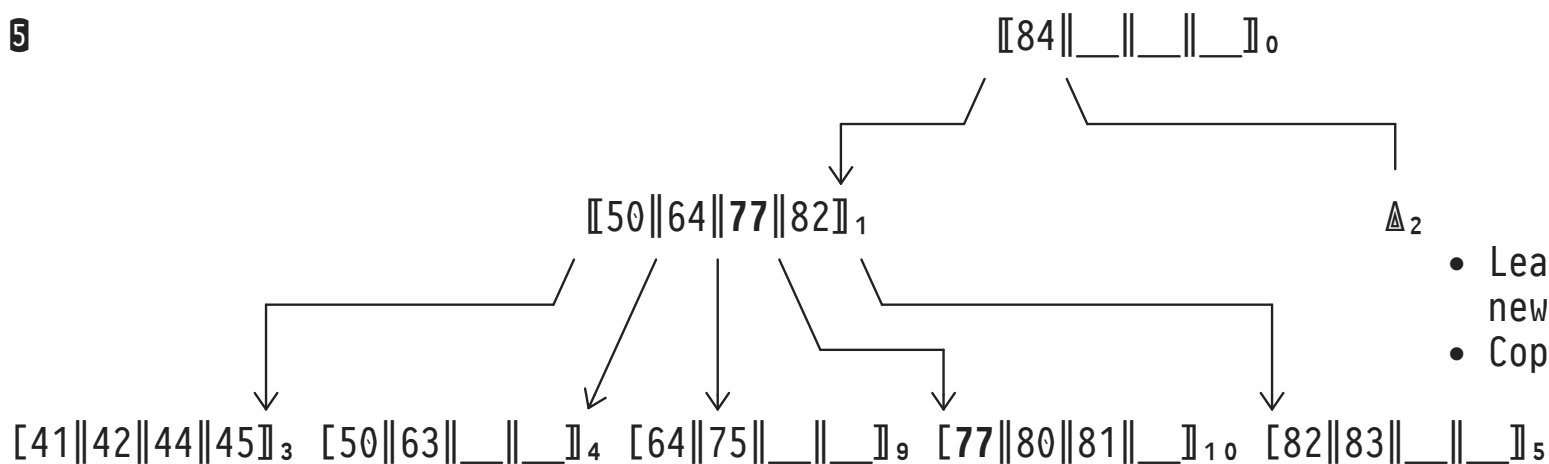 5
⟦84‖__‖__‖__⟧₀
⟦50‖64‖77‖82⟧₁
◬₂
• Lea
new
• Cop
[41‖42‖44‖45⟧₃ [50‖63‖__‖__⟧₄ [64‖75‖__‖__⟧₉ [77‖80‖81‖__⟧₁₀ [82‖83‖__‖__⟧₅